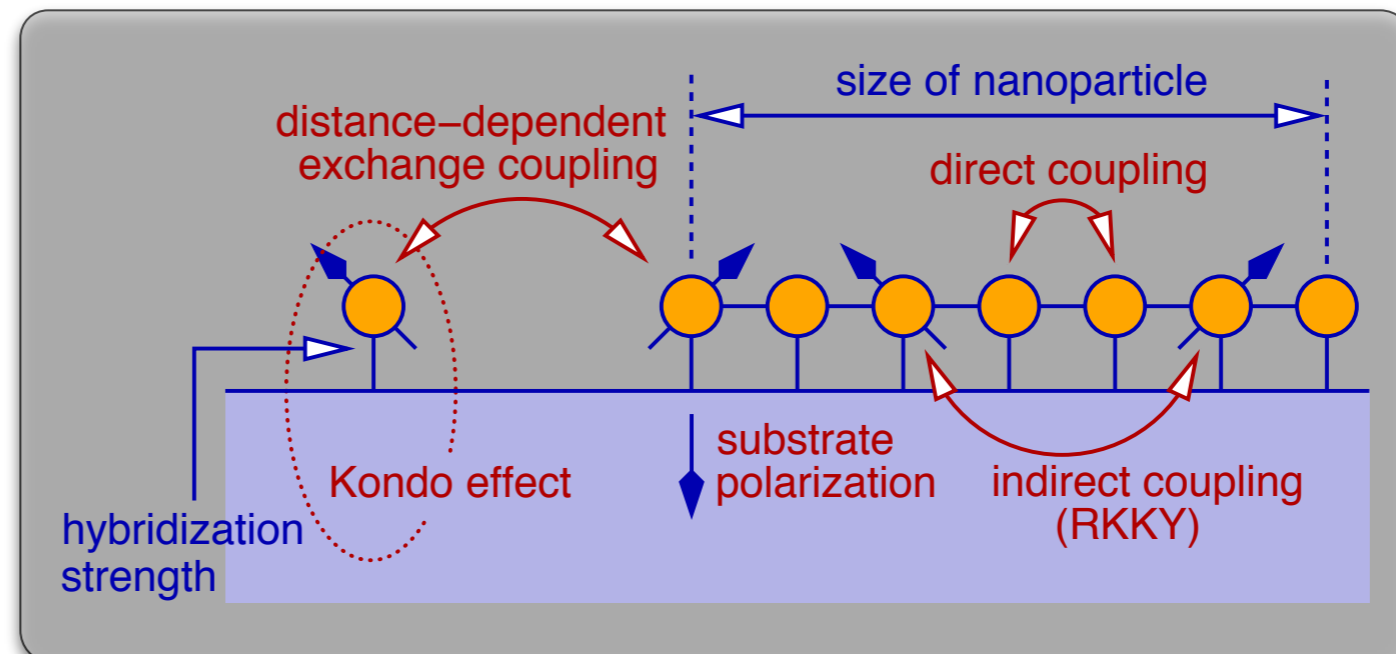 size of nanoparticle
distance–dependent
exchange coupling
direct coupling
Kondo effect
substrate
polarization
indirect coupling
(RKKY)
hybridization
strength